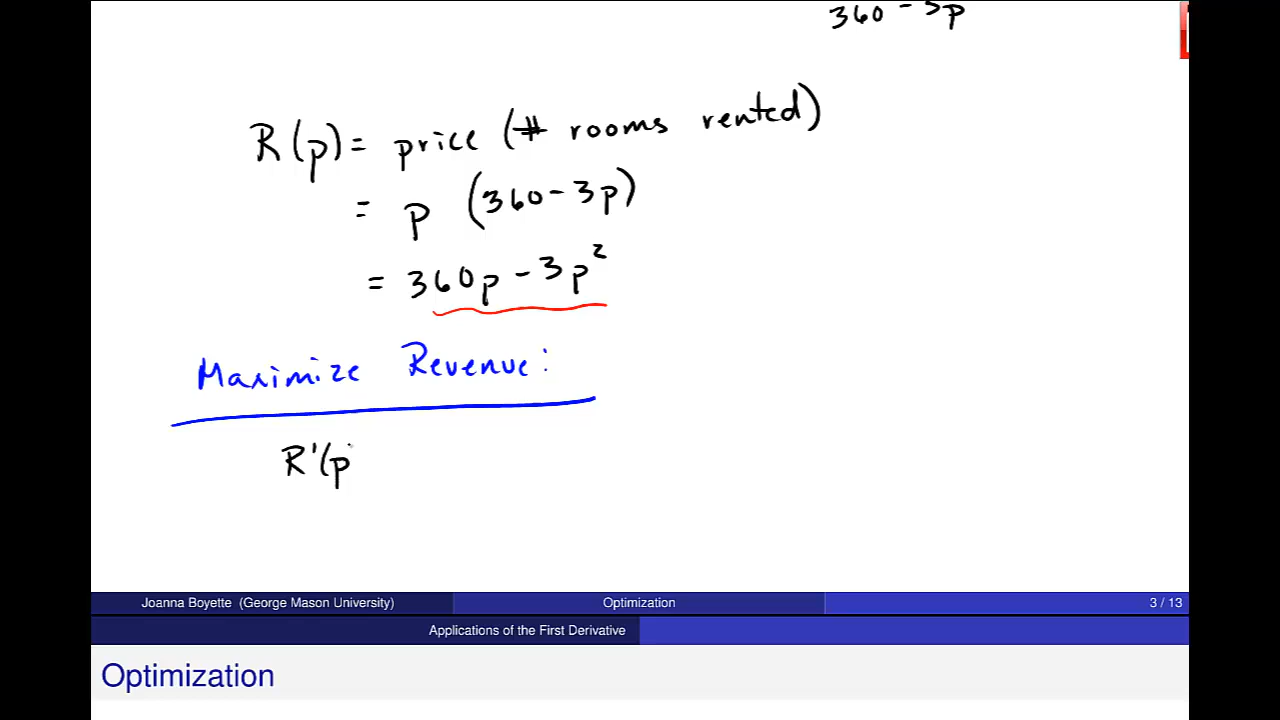 360 - 3p
R(p) = price (# rooms rented)
= p (360 - 3p)
= 360p - 3p²
Maximize Revenue:
R'(p
Joanna Boyette (George Mason University) Optimization 3 / 13
Applications of the First Derivative
Optimization